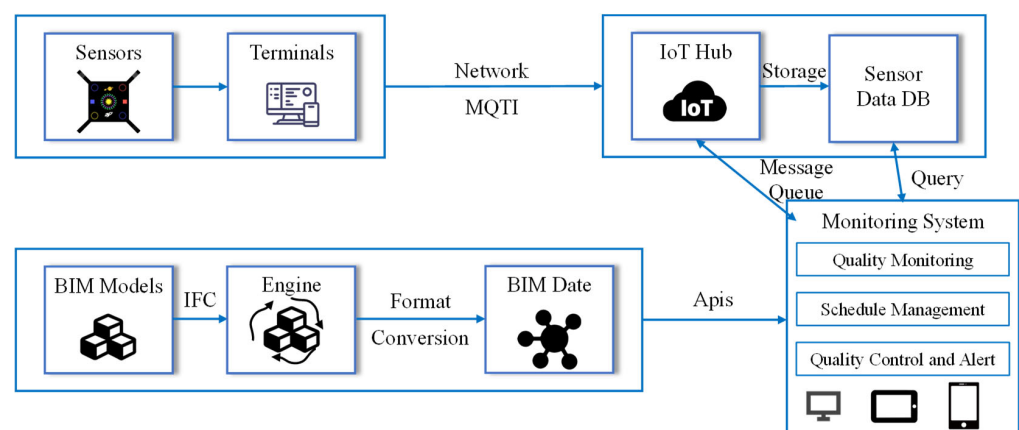 Sensors
Terminals
Network
MQTI
IoT Hub
IoT
Storage
Sensor
Data DB
Message
Queue
Query
BIM Models
IFC
Engine
Format
Conversion
BIM Date
Apis
Monitoring System
Quality Monitoring
Schedule Management
Quality Control and Alert